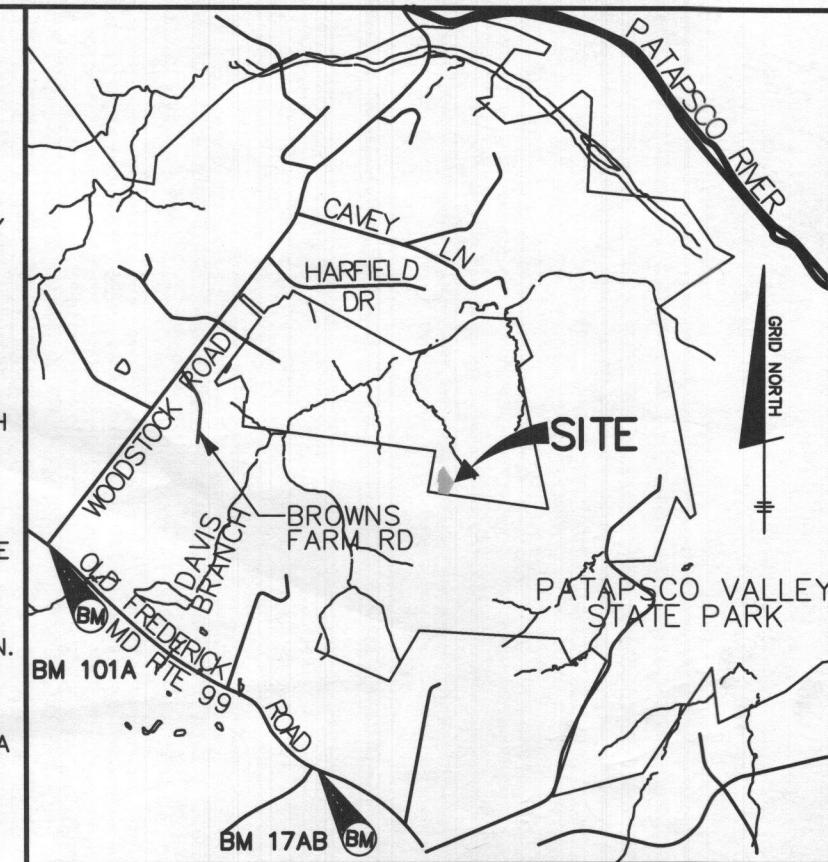 PATAPSCO RIVER
CAVEY LN
HARFIELD
DR
GRID NORTH
WOODSTOCK ROAD
SITE
BROWNS
FARM RD
DAVIS
BRANCH
PATAPSCO VALLEY
STATE PARK
OLD FREDERICK ROAD
MD RTE 99
BM
BM 101A
BM 17AB
BM